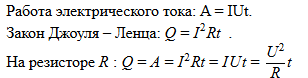 Работа электрического тока: A = IUt.
Закон Джоуля – Ленца: Q = I²Rt .
На резисторе R : Q = A = I²Rt = IUt = U²/R t